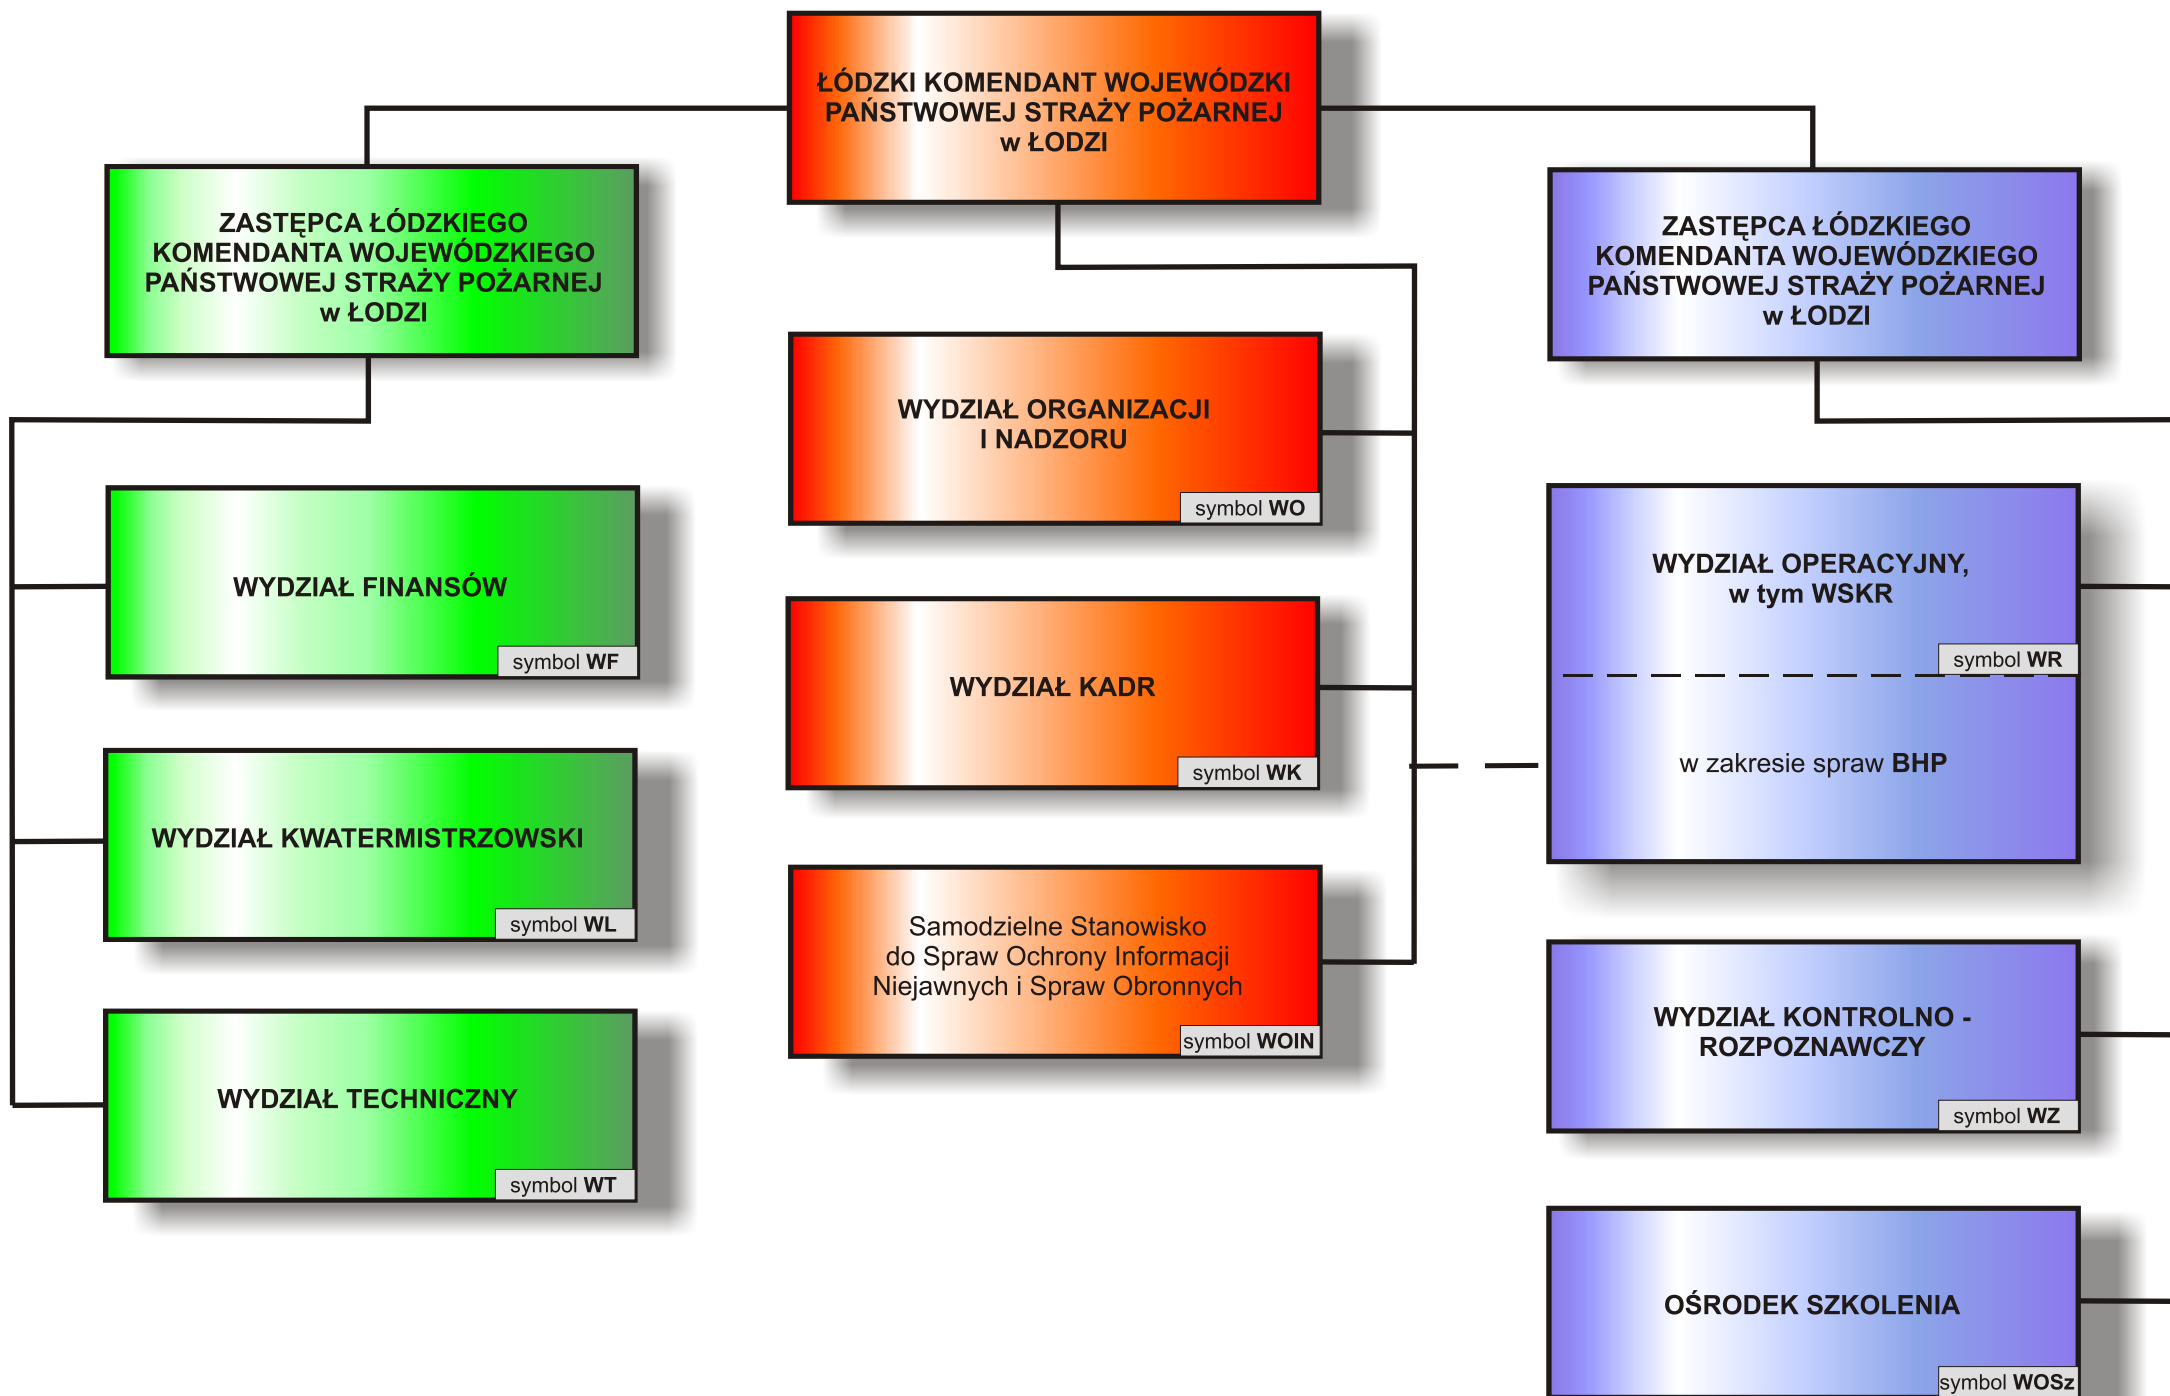 ŁÓDZKI KOMENDANT WOJEWÓDZKI
PAŃSTWOWEJ STRAŻY POŻARNEJ
w ŁODZI
ZASTĘPCA ŁÓDZKIEGO
KOMENDANTA WOJEWÓDZKIEGO
PAŃSTWOWEJ STRAŻY POŻARNEJ
w ŁODZI
WYDZIAŁ FINANSÓW
symbol WF
WYDZIAŁ KWATERMISTRZOWSKI
symbol WL
WYDZIAŁ TECHNICZNY
symbol WT
WYDZIAŁ ORGANIZACJI
I NADZORU
symbol WO
WYDZIAŁ KADR
symbol WK
Samodzielne Stanowisko
do Spraw Ochrony Informacji
Niejawnych i Spraw Obronnych
symbol WOIN
ZASTĘPCA ŁÓDZKIEGO
KOMENDANTA WOJEWÓDZKIEGO
PAŃSTWOWEJ STRAŻY POŻARNEJ
w ŁODZI
WYDZIAŁ OPERACYJNY,
w tym WSKR
symbol WR
w zakresie spraw BHP
WYDZIAŁ KONTROLNO -
ROZPOZNAWCZY
symbol WZ
OŚRODEK SZKOLENIA
symbol WOSz